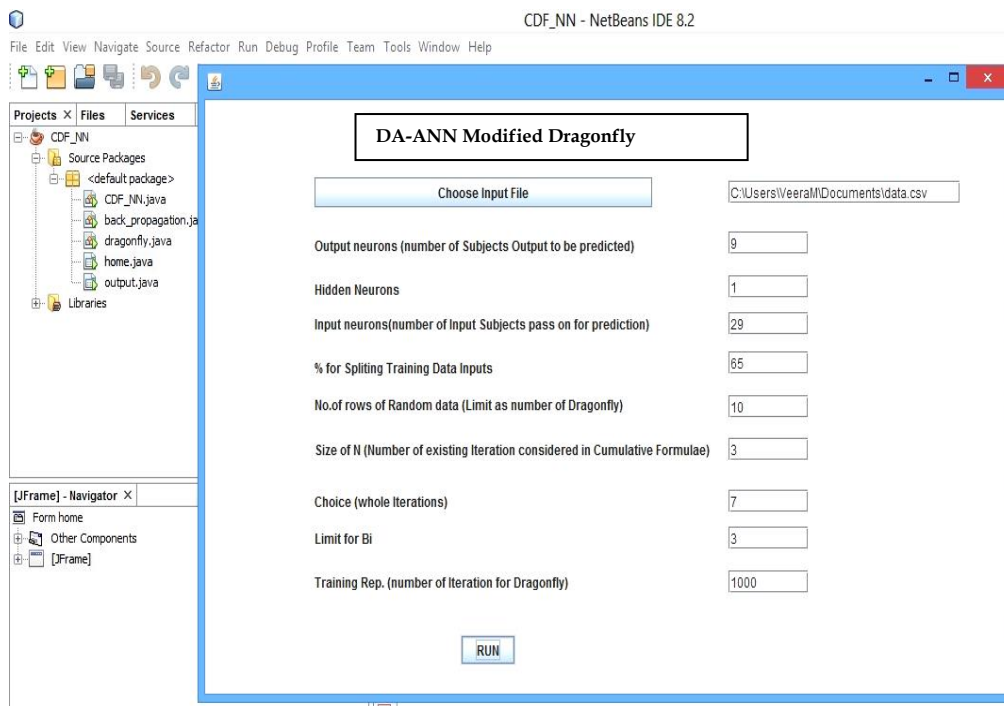 CDF_NN - NetBeans IDE 8.2
File Edit View Navigate Source Refactor Run Debug Profile Team Tools Window Help
Projects × Files Services
CDF_NN
Source Packages
<default package>
CDF_NN.java
back_propagation.ja
dragonfly.java
home.java
output.java
Libraries
[JFrame] - Navigator ×
Form home
Other Components
[JFrame]
DA-ANN Modified Dragonfly
Choose Input File C:\Users\VeeraM\Documents\data.csv
Output neurons (number of Subjects Output to be predicted) 9
Hidden Neurons 1
Input neurons(number of Input Subjects pass on for prediction) 29
% for Spliting Training Data Inputs 65
No.of rows of Random data (Limit as number of Dragonfly) 10
Size of N (Number of existing Iteration considered in Cumulative Formulae) 3
Choice (whole Iterations) 7
Limit for Bi 3
Training Rep. (number of Iteration for Dragonfly) 1000
RUN